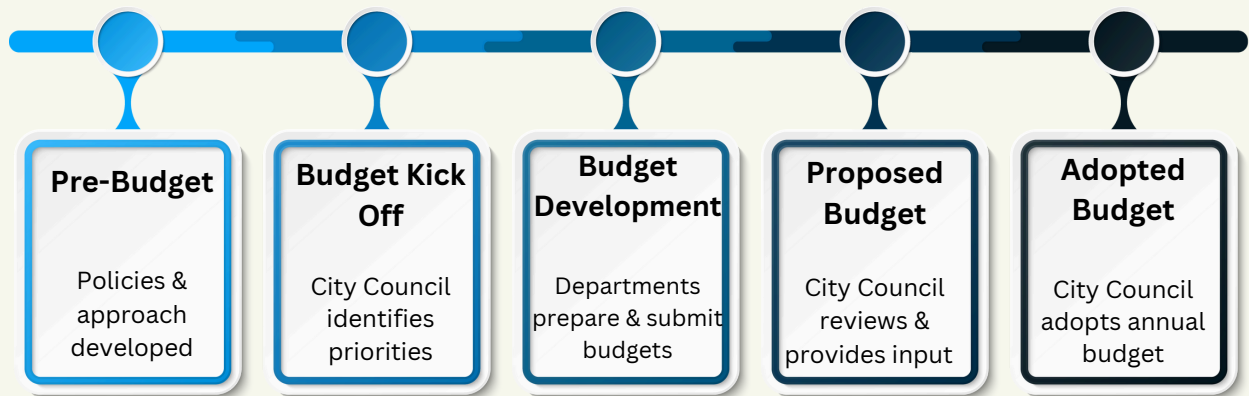 Pre-Budget
Policies &
approach
developed
Budget Kick
Off
City Council
identifies
priorities
Budget
Development
Departments
prepare & submit
budgets
Proposed
Budget
City Council
reviews &
provides input
Adopted
Budget
City Council
adopts annual
budget